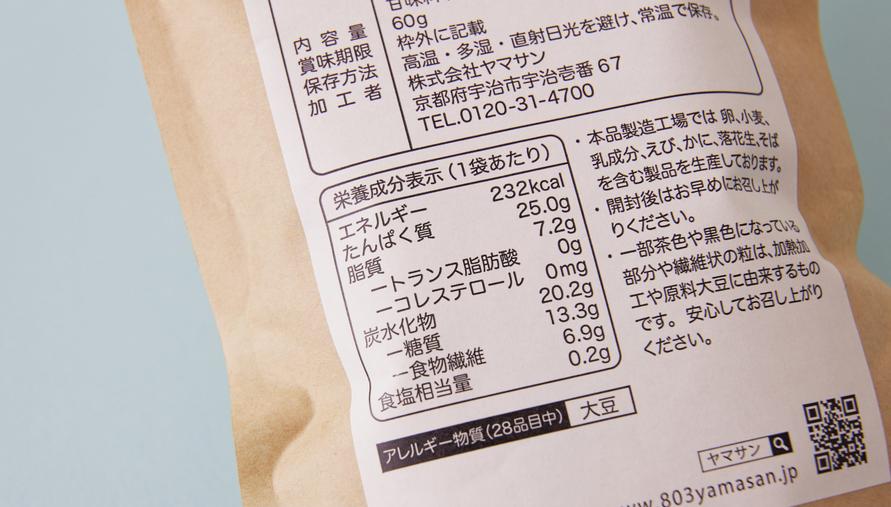 内容量
60g
賞味期限
枠外に記載
保存方法
高温・多湿・直射日光を避け、常温で保存。
加工者
株式会社ヤマサン
京都府宇治市宇治壱番 67
TEL.0120-31-4700
栄養成分表示（1袋あたり）
エネルギー 232kcal
たんぱく質 25.0g
脂質 7.2g
ートランス脂肪酸 0g
ーコレステロール 0mg
炭水化物 20.2g
ー糖質 13.3g
ー食物繊維 6.9g
食塩相当量 0.2g
アレルギー物質（28品目中） 大豆
・本品製造工場では 卵、小麦、
乳成分、えび、かに、落花生、そば
を含む製品を生産しております。
・開封後はお早めにお召し上が
りください。
・一部茶色や黒色になっている
部分や繊維状の粒は、加熱加
工や原料大豆に由来するもの
です。 安心してお召し上がり
ください。
ヤマサン
803yamasan.jp